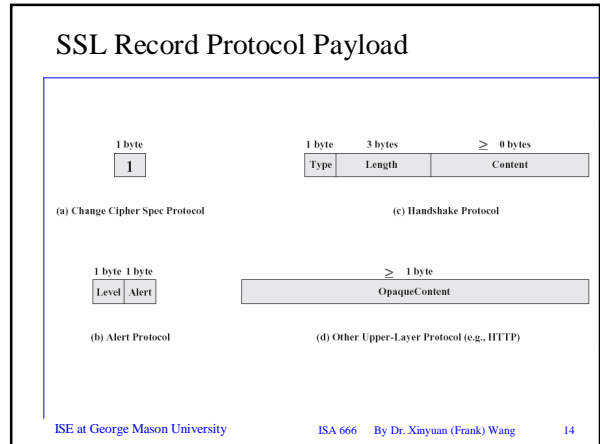 SSL Record Protocol Payload
1 byte
1
(a) Change Cipher Spec Protocol
1 byte 3 bytes ≥ 0 bytes
Type Length Content
(c) Handshake Protocol
1 byte 1 byte
Level Alert
(b) Alert Protocol
≥ 1 byte
OpaqueContent
(d) Other Upper-Layer Protocol (e.g., HTTP)
ISE at George Mason University ISA 666 By Dr. Xinyuan (Frank) Wang 14